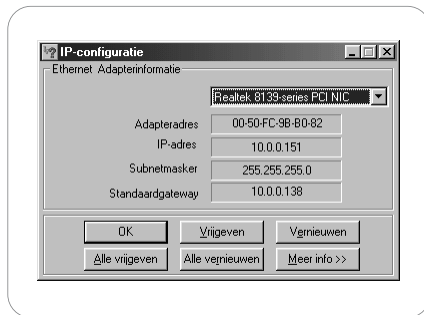 IP-configuratie
Ethernet Adapterinformatie
Realtek 8139-series PCI NIC
Adapteradres 00-50-FC-9B-B0-82
IP-adres 10.0.0.151
Subnetmasker 255.255.255.0
Standaardgateway 10.0.0.138
OK Vrijgeven Vernieuwen
Alle vrijgeven Alle vernieuwen Meer info >>